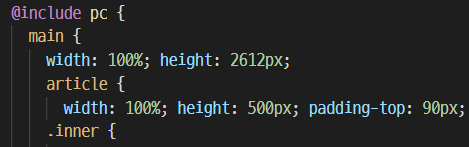 @include pc {
main {
width: 100%; height: 2612px;
article {
width: 100%; height: 500px; padding-top: 90px;
.inner {